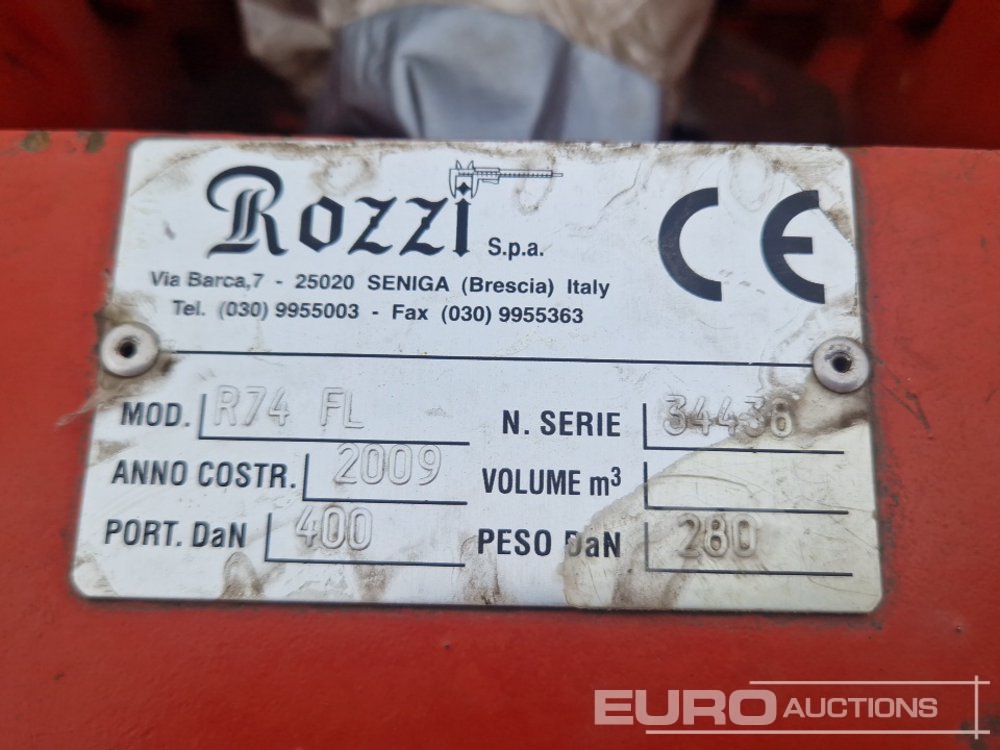 Rozzi S.p.a.
CE
Via Barca,7 - 25020 SENIGA (Brescia) Italy
Tel. (030) 9955003 - Fax (030) 9955363
MOD. R74 FL N. SERIE 34436
ANNO COSTR. 2009 VOLUME m³
PORT. DaN 400 PESO DaN 280
EURO AUCTIONS